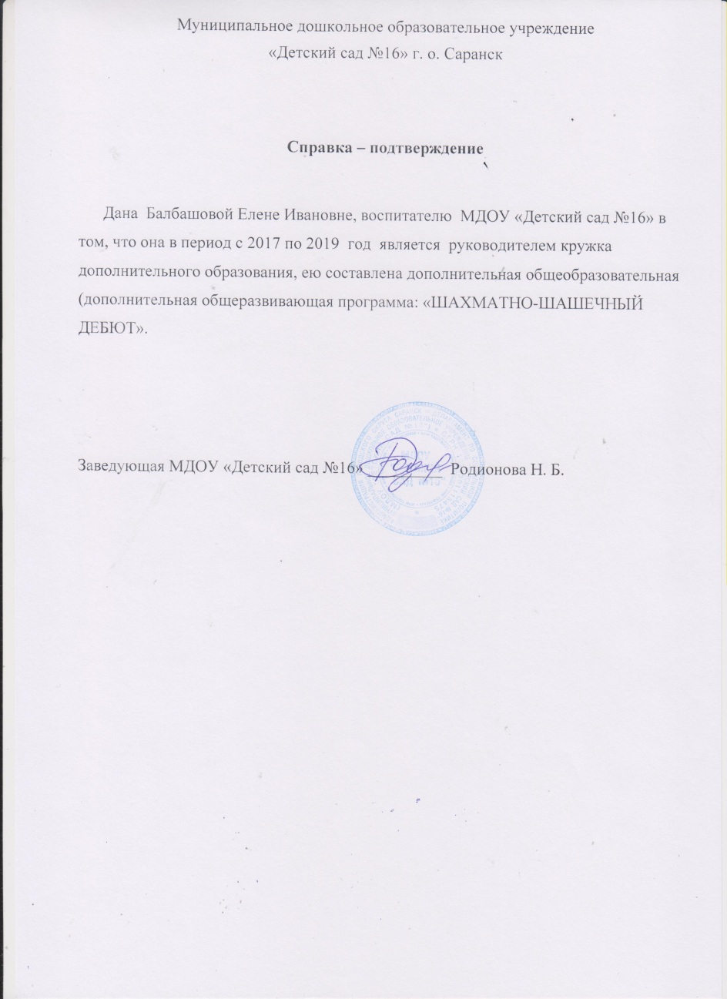 Муниципальное дошкольное образовательное учреждение
«Детский сад №16» г. о. Саранск
Справка – подтверждение
Дана Балбашовой Елене Ивановне, воспитателю МДОУ «Детский сад №16» в
том, что она в период с 2017 по 2019 год является руководителем кружка
дополнительного образования, ею составлена дополнительная общеобразовательная
(дополнительная общеразвивающая программа: «ШАХМАТНО-ШАШЕЧНЫЙ
ДЕБЮТ».
Заведующая МДОУ «Детский сад №16» Родионова Н. Б.